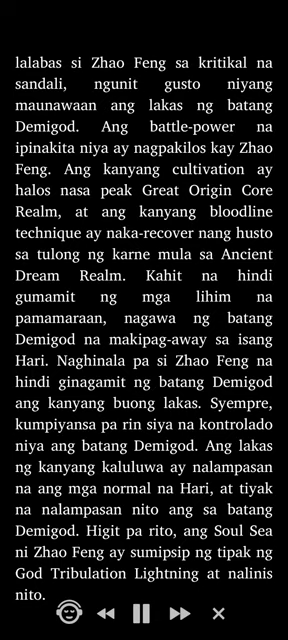 lalabas si Zhao Feng sa kritikal na
sandali, ngunit gusto niyang
maunawaan ang lakas ng batang
Demigod. Ang battle-power na
ipinakita niya ay nagpakilos kay Zhao
Feng. Ang kanyang cultivation ay
halos nasa peak Great Origin Core
Realm, at ang kanyang bloodline
technique ay naka-recover nang husto
sa tulong ng karne mula sa Ancient
Dream Realm. Kahit na hindi
gumamit ng mga lihim na
pamamaraan, nagawa ng batang
Demigod na makipag-away sa isang
Hari. Naghinala pa si Zhao Feng na
hindi ginagamit ng batang Demigod
ang kanyang buong lakas. Syempre,
kumpiyansa pa rin siya na kontrolado
niya ang batang Demigod. Ang lakas
ng kanyang kaluluwa ay nalampasan
na ang mga normal na Hari, at tiyak
na nalampasan nito ang sa batang
Demigod. Higit pa rito, ang Soul Sea
ni Zhao Feng ay sumipsip ng tipak ng
God Tribulation Lightning at nalinis
nito.